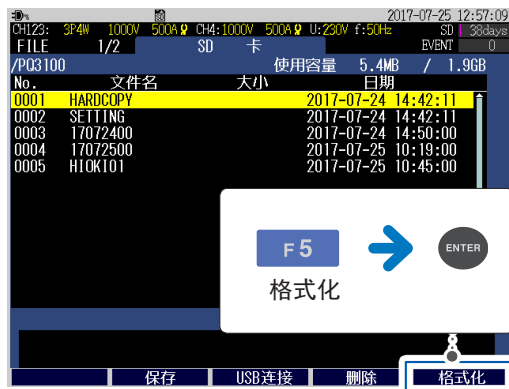 2017-07-25 12:57:09
CH123: 3P4W 1000V 500A CH4:1000V 500A U:230V f:50Hz SD 38days
FILE 1/2 SD 卡 EVENT 0
/PQ3100 使用容量 5.4MB / 1.9GB
No. 文件名 大小 日期
0001 HARDCOPY 2017-07-24 14:42:11
0002 SETTING 2017-07-24 14:42:11
0003 17072400 2017-07-24 14:50:00
0004 17072500 2017-07-25 10:19:00
0005 HIOKI01 2017-07-25 10:45:00
F5 ENTER
格式化
保存 USB连接 删除 格式化